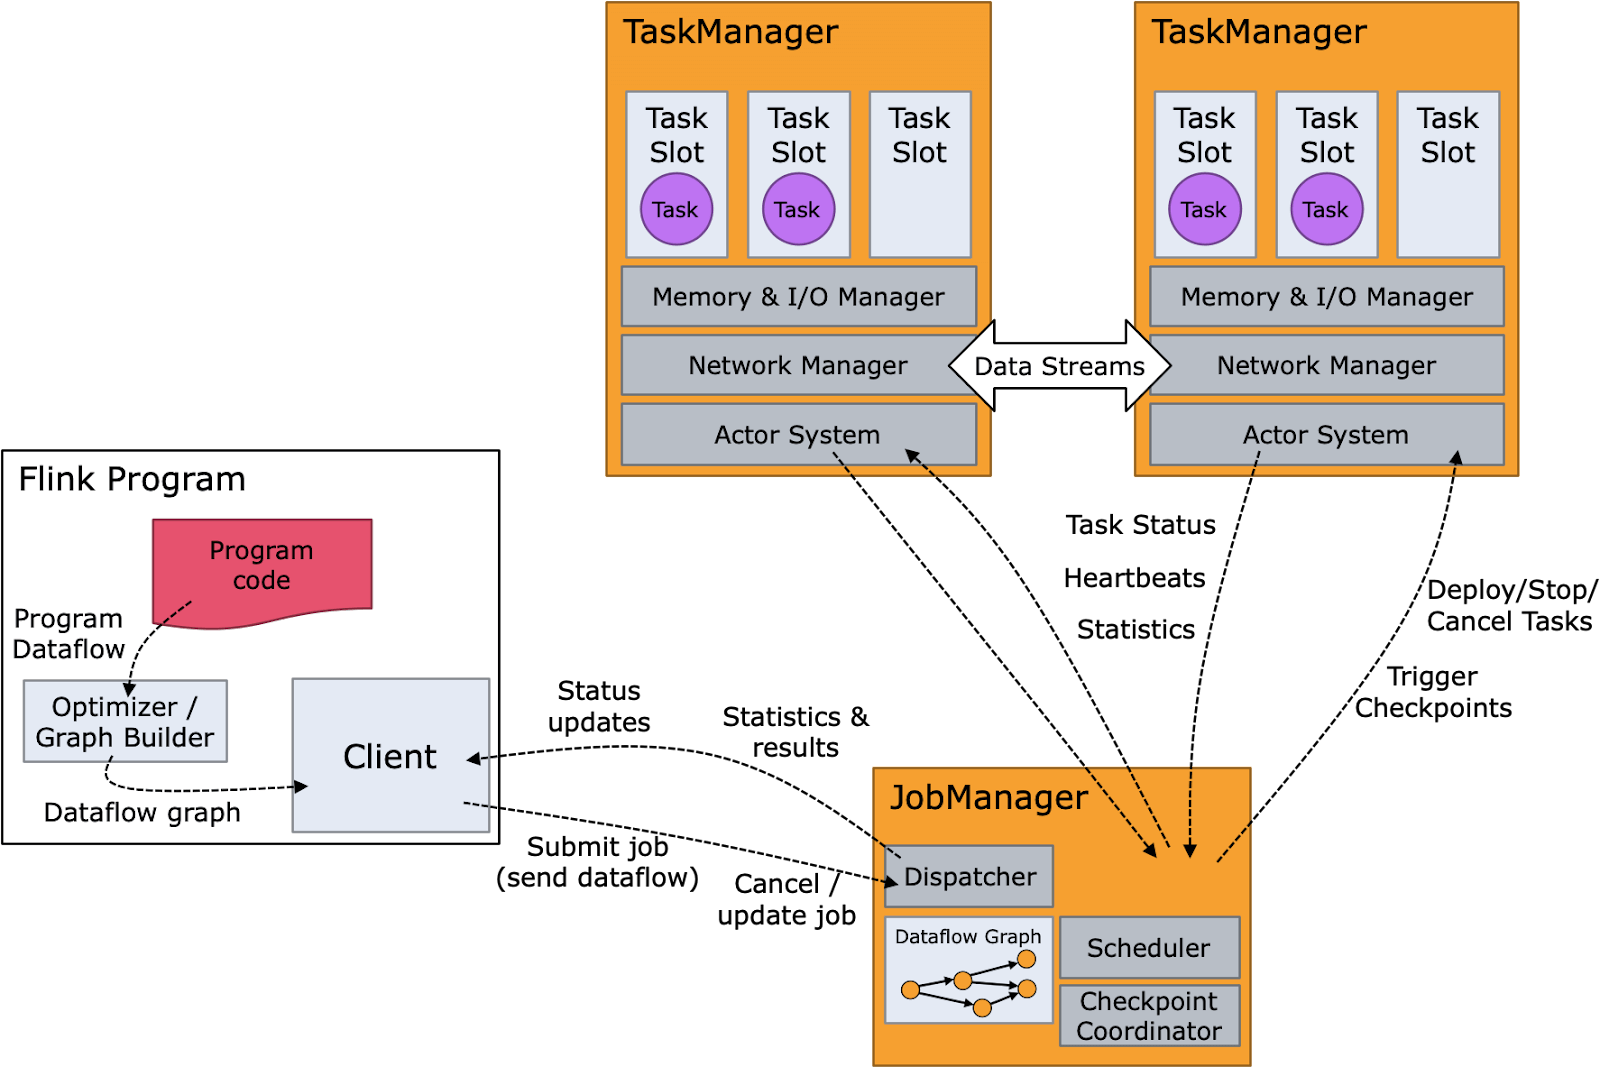 TaskManager
Task
Slot
Task
Task
Slot
Task
Task
Slot
Memory & I/O Manager
Network Manager
Actor System
Data Streams
TaskManager
Task
Slot
Task
Task
Slot
Task
Task
Slot
Memory & I/O Manager
Network Manager
Actor System
Flink Program
Program
code
Program
Dataflow
Optimizer /
Graph Builder
Dataflow graph
Client
Status
updates
Statistics &
results
Submit job
(send dataflow)
Cancel /
update job
Task Status
Heartbeats
Statistics
Deploy/Stop/
Cancel Tasks
Trigger
Checkpoints
JobManager
Dispatcher
Dataflow Graph
Scheduler
Checkpoint
Coordinator